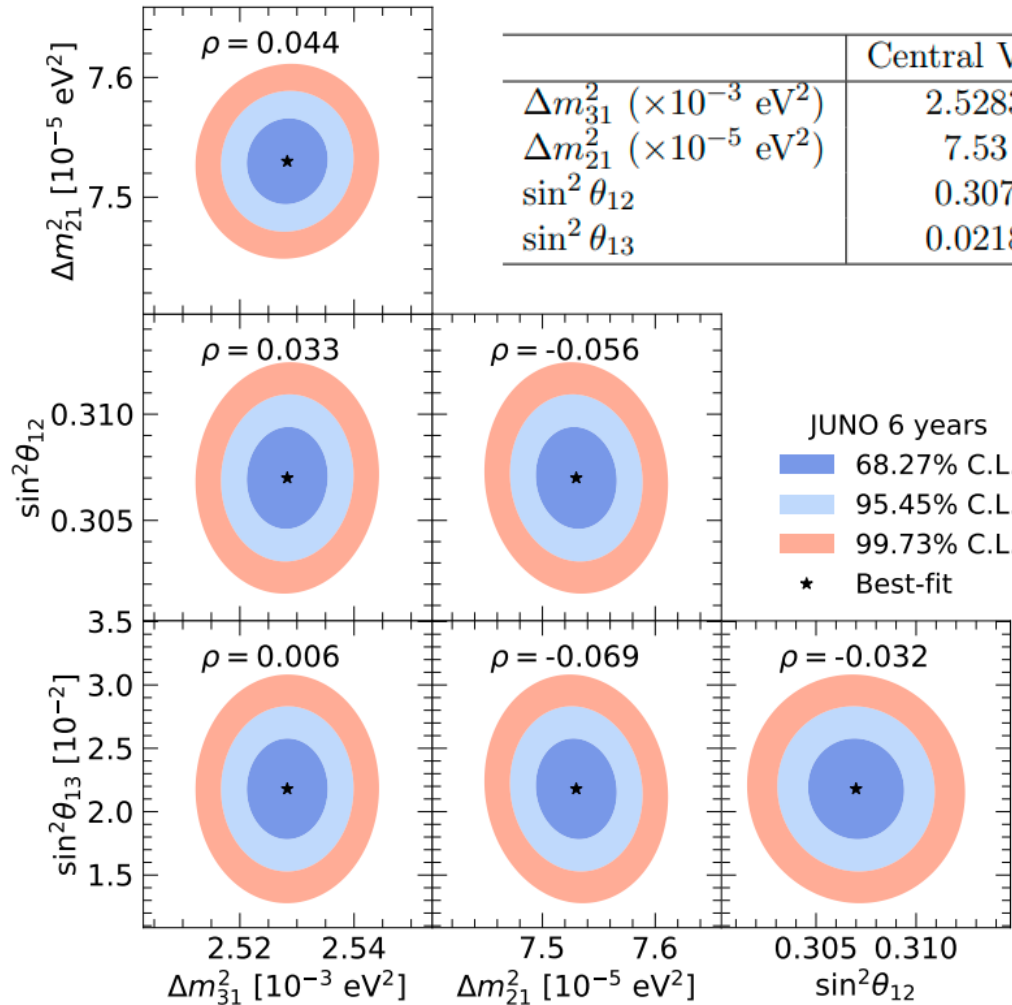 ρ = 0.044
Δm²₂₁ [10⁻⁵ eV²]
7.6
7.5
Central V
Δm²₃₁ (×10⁻³ eV²) 2.5283
Δm²₂₁ (×10⁻⁵ eV²) 7.53
sin² θ₁₂ 0.307
sin² θ₁₃ 0.0218
ρ = 0.033
ρ = -0.056
sin²θ₁₂
0.310
0.305
JUNO 6 years
68.27% C.L.
95.45% C.L.
99.73% C.L.
Best-fit
ρ = 0.006
ρ = -0.069
ρ = -0.032
sin²θ₁₃ [10⁻²]
3.5
3.0
2.5
2.0
1.5
2.52 2.54
7.5 7.6
0.305 0.310
Δm²₃₁ [10⁻³ eV²]
Δm²₂₁ [10⁻⁵ eV²]
sin²θ₁₂